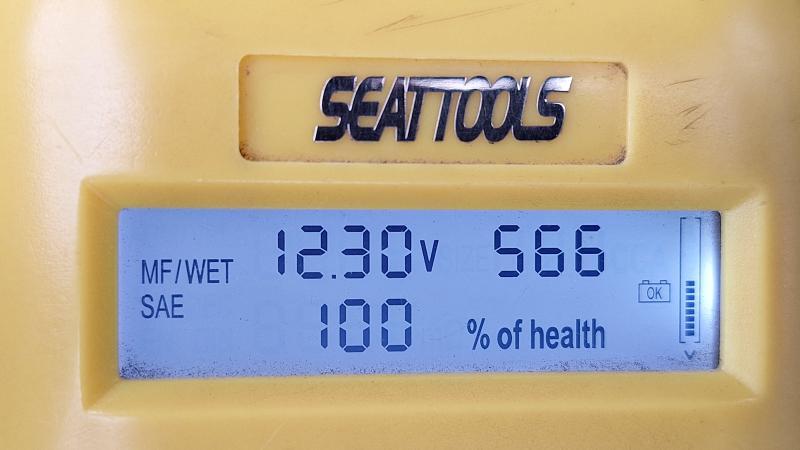 SEATTOOLS
MF/WET 12.30V 566
SAE 100 % of health
OK